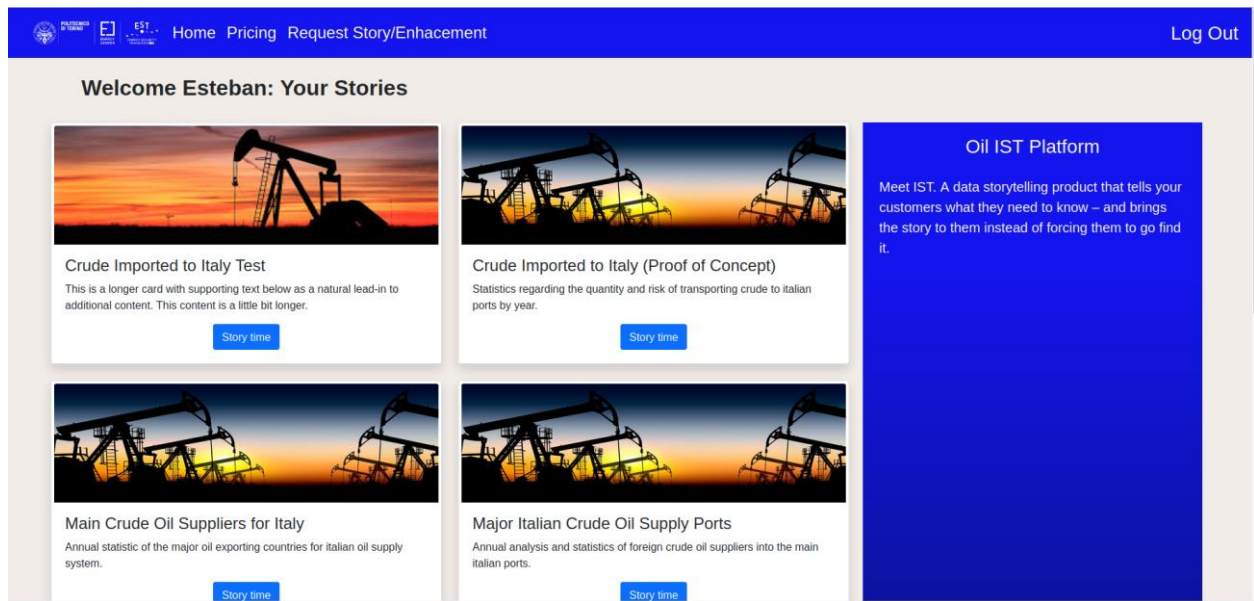 POLITECNICO
DI TORINO
EST
Home Pricing Request Story/Enhacement
Log Out
Welcome Esteban: Your Stories
Crude Imported to Italy Test
This is a longer card with supporting text below as a natural lead-in to
additional content. This content is a little bit longer.
Story time
Crude Imported to Italy (Proof of Concept)
Statistics regarding the quantity and risk of transporting crude to italian
ports by year.
Story time
Oil IST Platform
Meet IST. A data storytelling product that tells your
customers what they need to know – and brings
the story to them instead of forcing them to go find
it.
Main Crude Oil Suppliers for Italy
Annual statistic of the major oil exporting countries for italian oil supply
system.
Story time
Major Italian Crude Oil Supply Ports
Annual analysis and statistics of foreign crude oil suppliers into the main
italian ports.
Story time